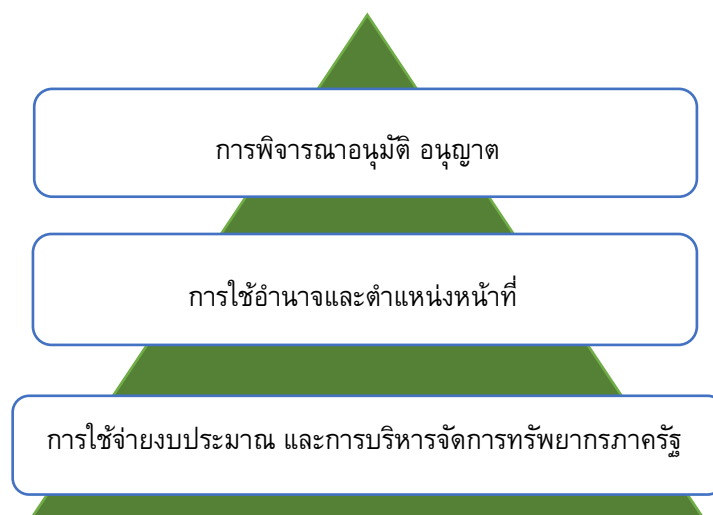 การพิจารณาอนุมัติ อนุญาต
การใช้อำนาจและตำแหน่งหน้าที่
การใช้จ่ายงบประมาณ และการบริหารจัดการทรัพยากรภาครัฐ